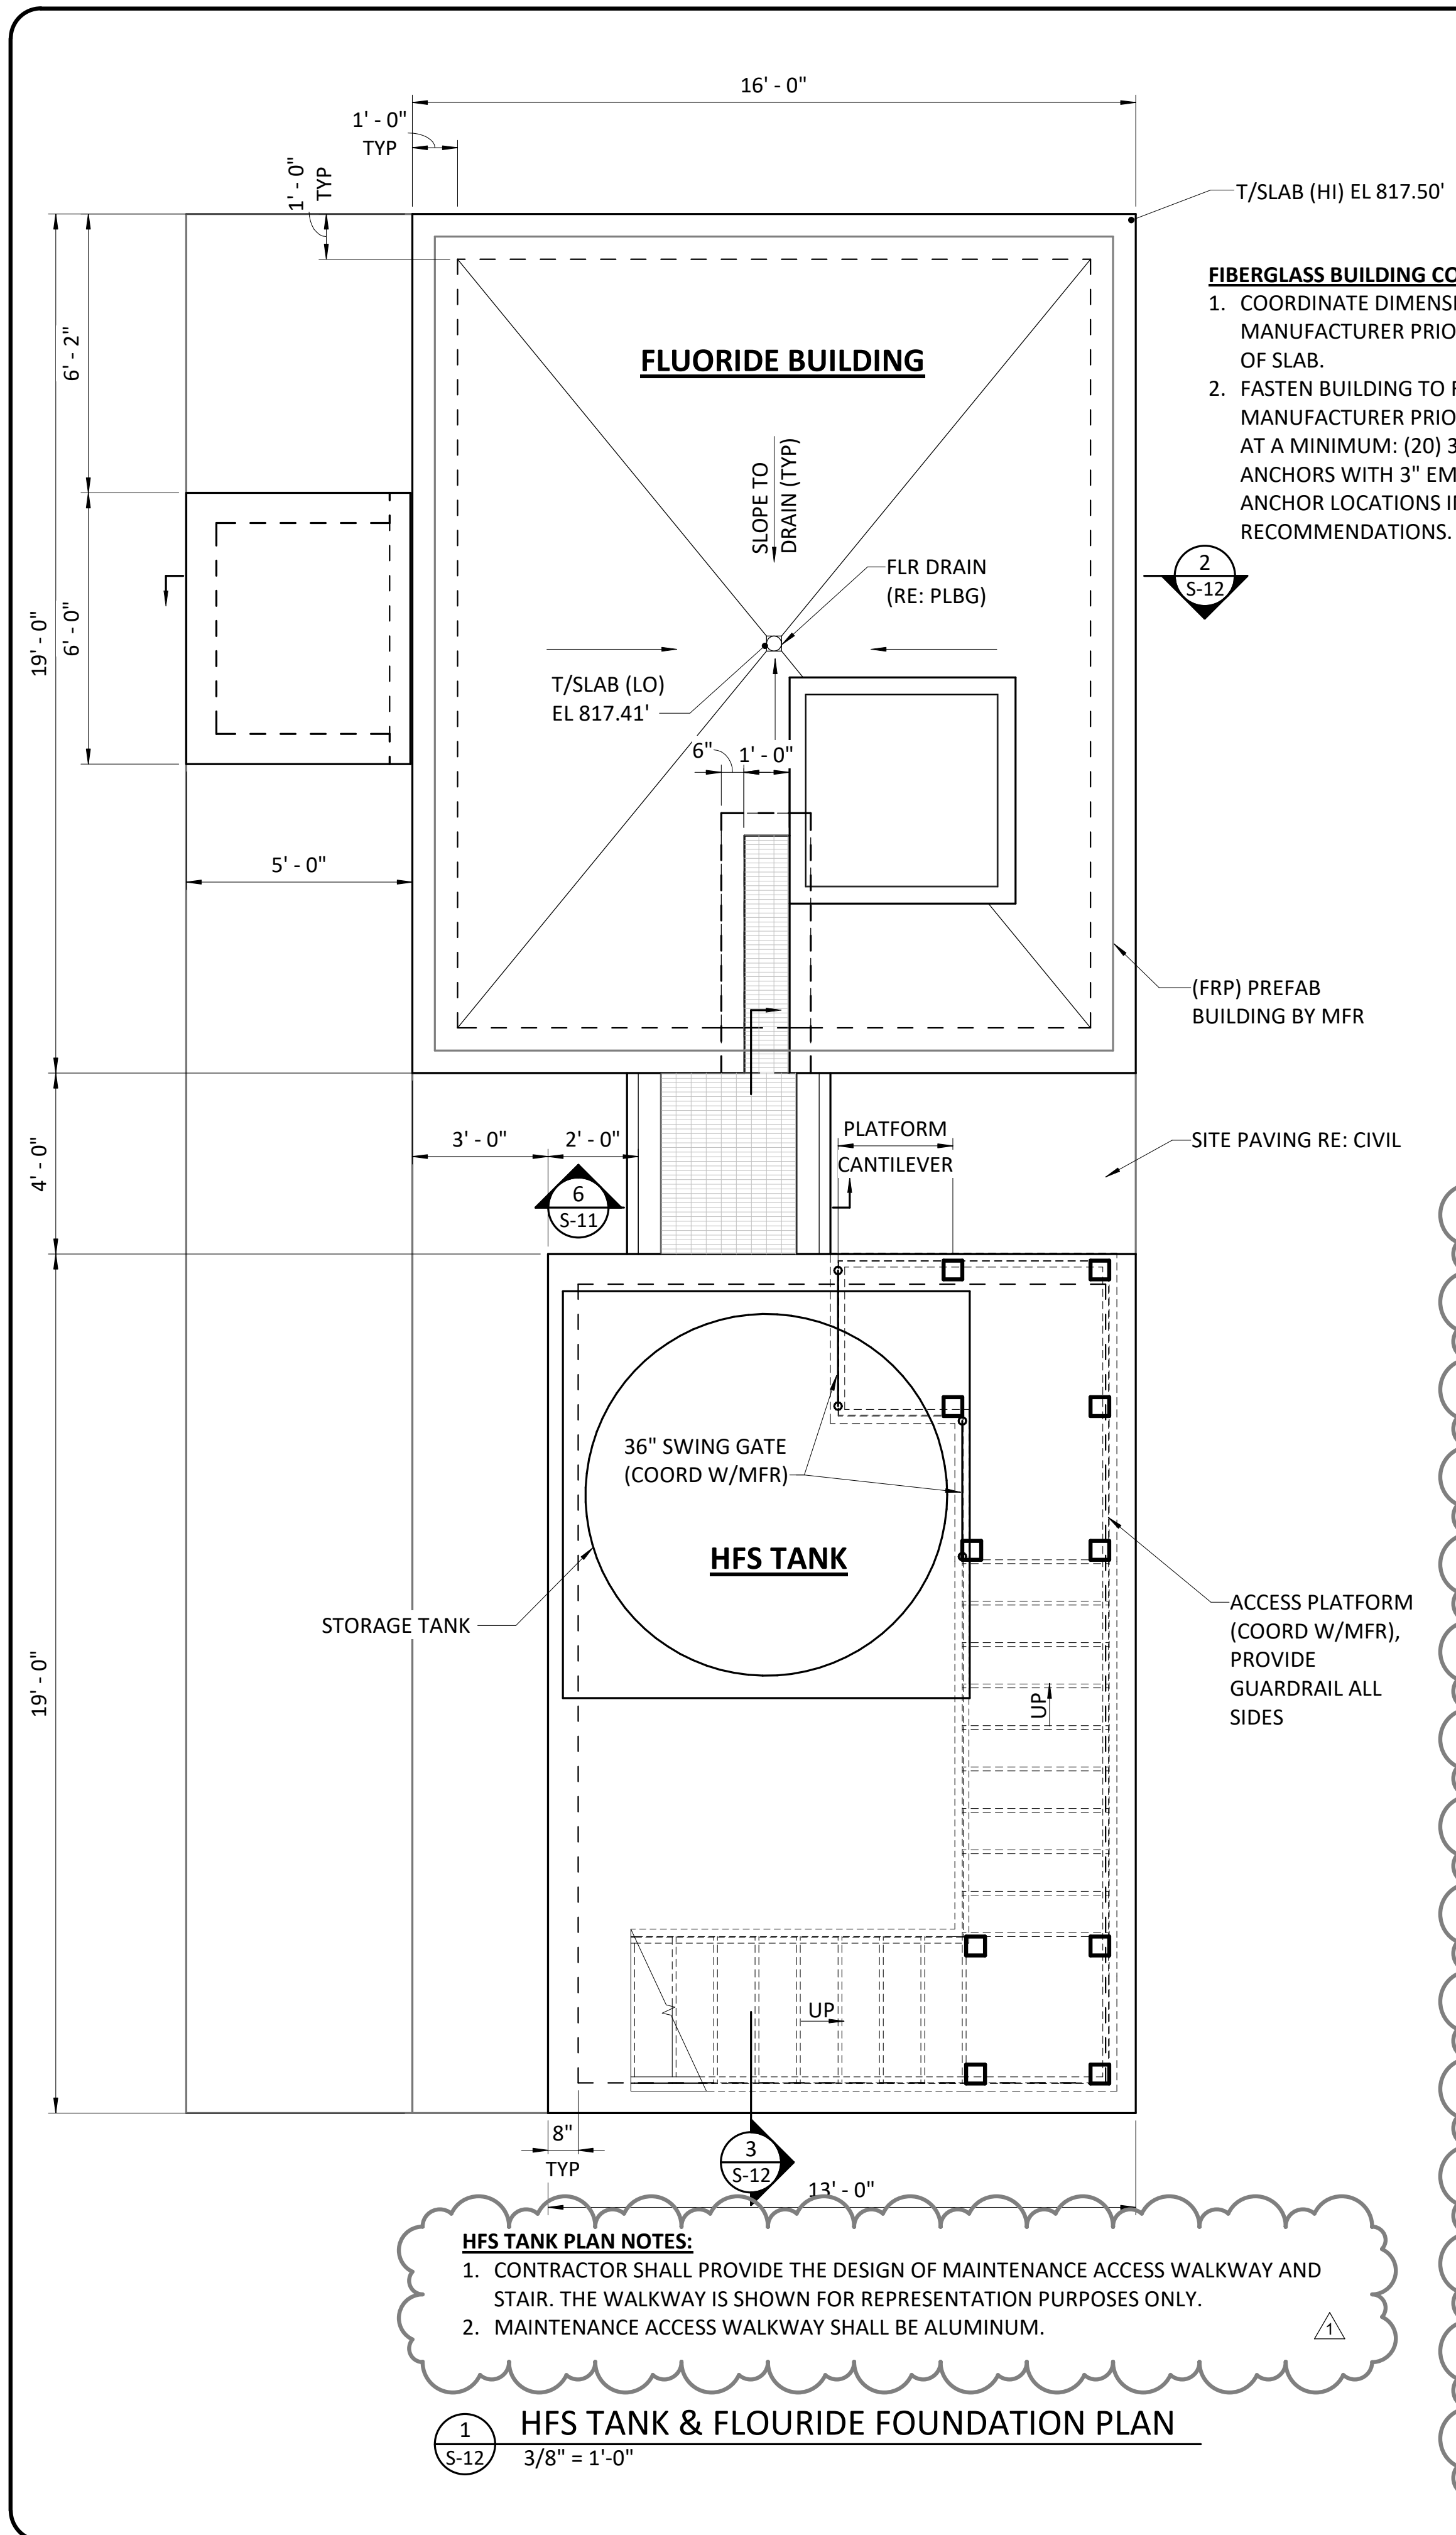 16' - 0"
1' - 0"
TYP
1' - 0"
TYP
T/SLAB (HI) EL 817.50'
FIBERGLASS BUILDING CO
1. COORDINATE DIMENSI
MANUFACTURER PRIO
OF SLAB.
2. FASTEN BUILDING TO F
MANUFACTURER PRIO
AT A MINIMUM: (20) 3
ANCHORS WITH 3" EM
ANCHOR LOCATIONS I
RECOMMENDATIONS.
6' - 2"
FLUORIDE BUILDING
SLOPE TO
DRAIN (TYP)
FLR DRAIN
(RE: PLBG)
2
S-12
19' - 0"
6' - 0"
T/SLAB (LO)
EL 817.41'
6"
1' - 0"
5' - 0"
(FRP) PREFAB
BUILDING BY MFR
4' - 0"
3' - 0"
2' - 0"
PLATFORM
CANTILEVER
SITE PAVING RE: CIVIL
6
S-11
36" SWING GATE
(COORD W/MFR)
HFS TANK
STORAGE TANK
ACCESS PLATFORM
(COORD W/MFR),
PROVIDE
GUARDRAIL ALL
SIDES
19' - 0"
UP
UP
8"
TYP
3
S-12
13' - 0"
HFS TANK PLAN NOTES:
1. CONTRACTOR SHALL PROVIDE THE DESIGN OF MAINTENANCE ACCESS WALKWAY AND
STAIR. THE WALKWAY IS SHOWN FOR REPRESENTATION PURPOSES ONLY.
2. MAINTENANCE ACCESS WALKWAY SHALL BE ALUMINUM.
1
1
S-12
HFS TANK & FLOURIDE FOUNDATION PLAN
3/8" = 1'-0"